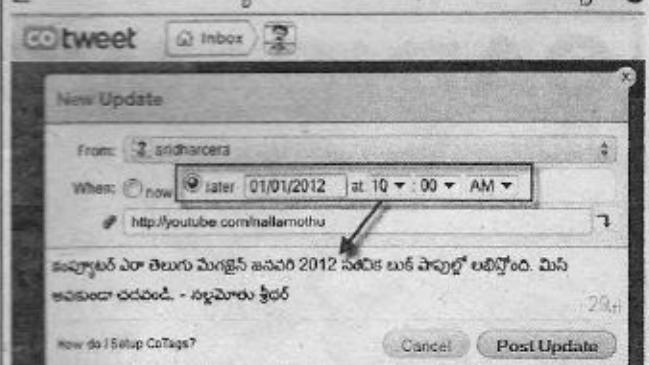 cotweet Inbox
New Update
From: sridharcera
When: now later 01/01/2012 at 10 : 00 AM
http://youtube.com/nallamothu
కంప్యూటర్ ఎరా తెలుగు మేగజైన్ జనవరి 2012 సంచిక బుక్ షాపుల్లో లభిస్తోంది. మిస్
అవకుండా చదవండి. - నల్లమోతు శ్రీధర్
How do I Setup CoTags? Cancel Post Update